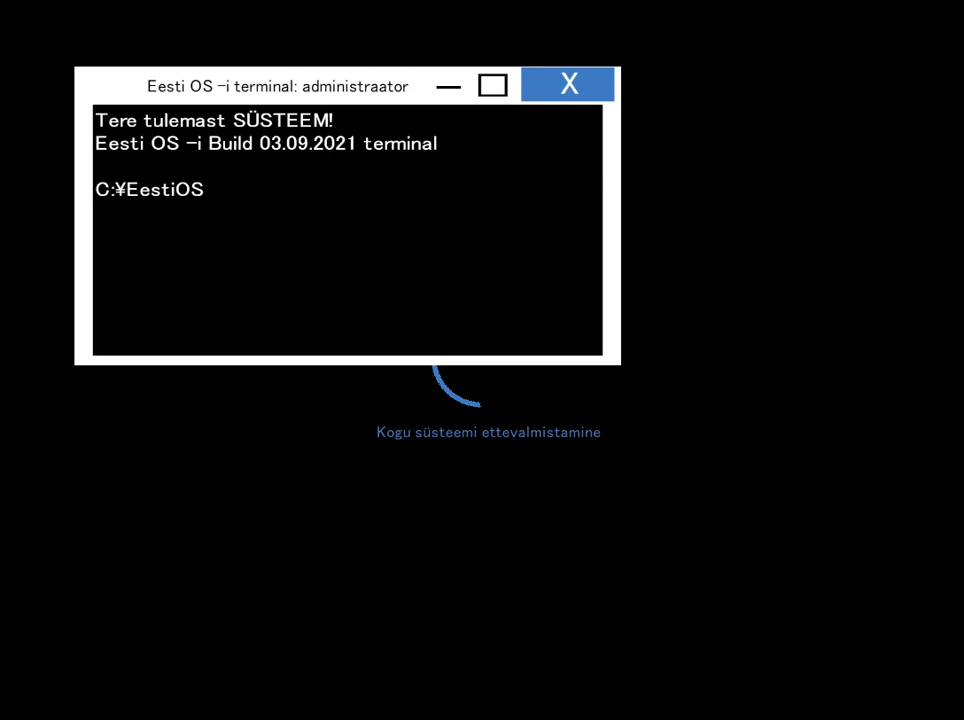 Eesti OS -i terminal: administraator
X
Tere tulemast SÜSTEEM!
Eesti OS -i Build 03.09.2021 terminal
C:¥EestiOS
Kogu süsteemi ettevalmistamine